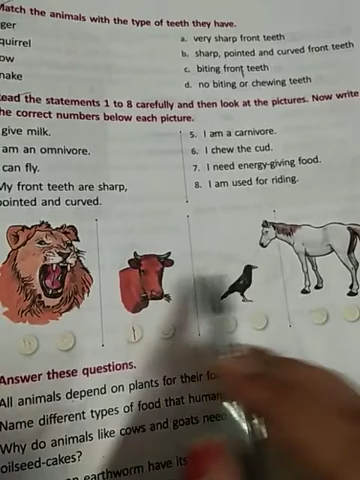 Match the animals with the type of teeth they have.
ger
quirrel
ow
nake
a. very sharp front teeth
b. sharp, pointed and curved front teeth
c. biting front teeth
d. no biting or chewing teeth
ead the statements 1 to 8 carefully and then look at the pictures. Now write
he correct numbers below each picture.
give milk.
am an omnivore.
can fly.
My front teeth are sharp,
pointed and curved.
5. I am a carnivore.
6. I chew the cud.
7. I need energy-giving food.
8. I am used for riding.
Answer these questions.
All animals depend on plants for their fo
Name different types of food that human
Why do animals like cows and goats need
oilseed-cakes?
an earthworm have its